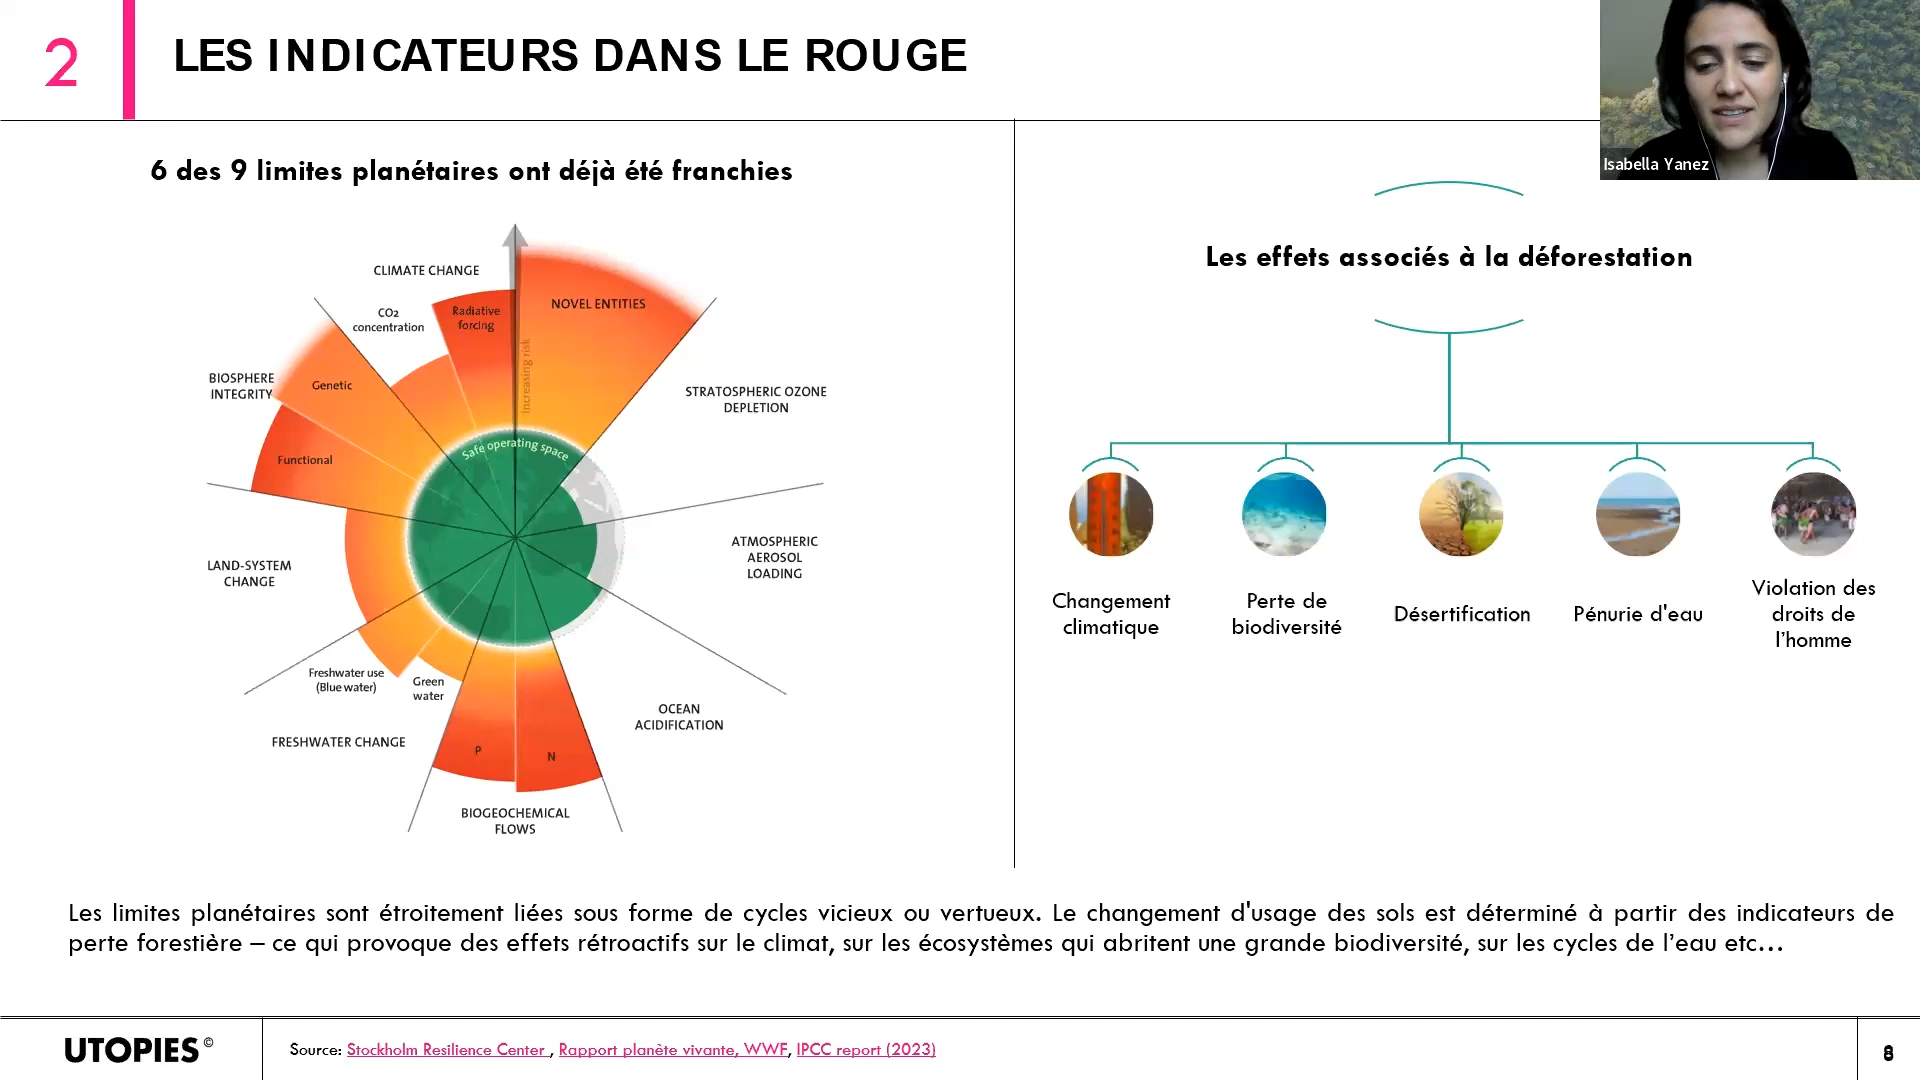 2
LES INDICATEURS DANS LE ROUGE
Isabella Yanez
6 des 9 limites planétaires ont déjà été franchies
CLIMATE CHANGE
CO2
concentration
Radiative
forcing
NOVEL ENTITIES
Increasing risk
BIOSPHERE
INTEGRITY
Genetic
Functional
STRATOSPHERIC OZONE
DEPLETION
Safe operating space
ATMOSPHERIC
AEROSOL
LOADING
LAND-SYSTEM
CHANGE
Freshwater use
(Blue water)
Green
water
FRESHWATER CHANGE
P
N
OCEAN
ACIDIFICATION
BIOGEOCHEMICAL
FLOWS
Les effets associés à la déforestation
Changement
climatique
Perte de
biodiversité
Désertification
Pénurie d'eau
Violation des
droits de
l’homme
Les limites planétaires sont étroitement liées sous forme de cycles vicieux ou vertueux. Le changement d'usage des sols est déterminé à partir des indicateurs de
perte forestière – ce qui provoque des effets rétroactifs sur le climat, sur les écosystèmes qui abritent une grande biodiversité, sur les cycles de l’eau etc…
UTOPIES©
Source: Stockholm Resilience Center , Rapport planète vivante, WWF, IPCC report (2023)
8